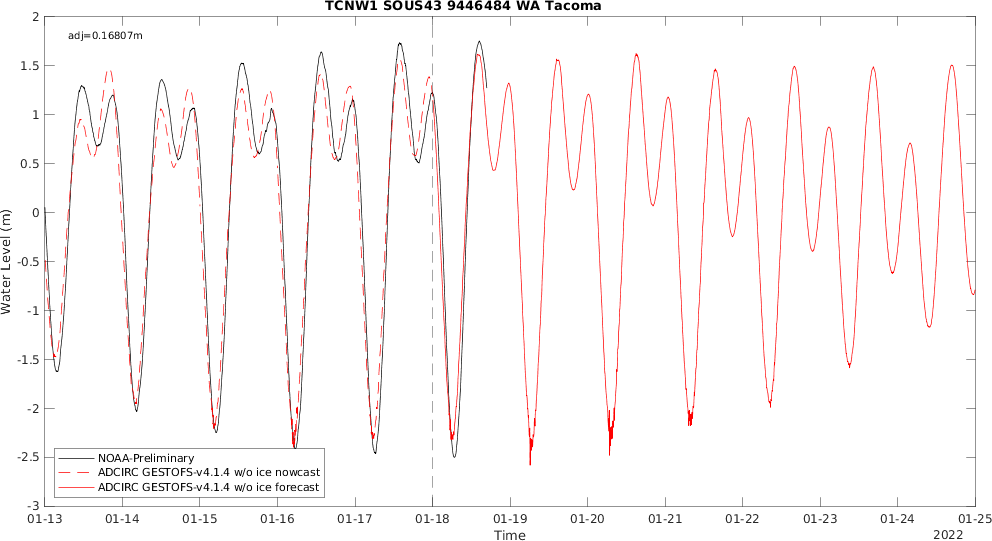 TCNW1 SOUS43 9446484 WA Tacoma
adj=0.16807m
2
1.5
1
0.5
0
-0.5
-1
-1.5
-2
-2.5
-3
Water Level (m)
NOAA-Preliminary
ADCIRC GESTOFS-v4.1.4 w/o ice nowcast
ADCIRC GESTOFS-v4.1.4 w/o ice forecast
01-13 01-14 01-15 01-16 01-17 01-18 01-19 01-20 01-21 01-22 01-23 01-24 01-25
Time
2022